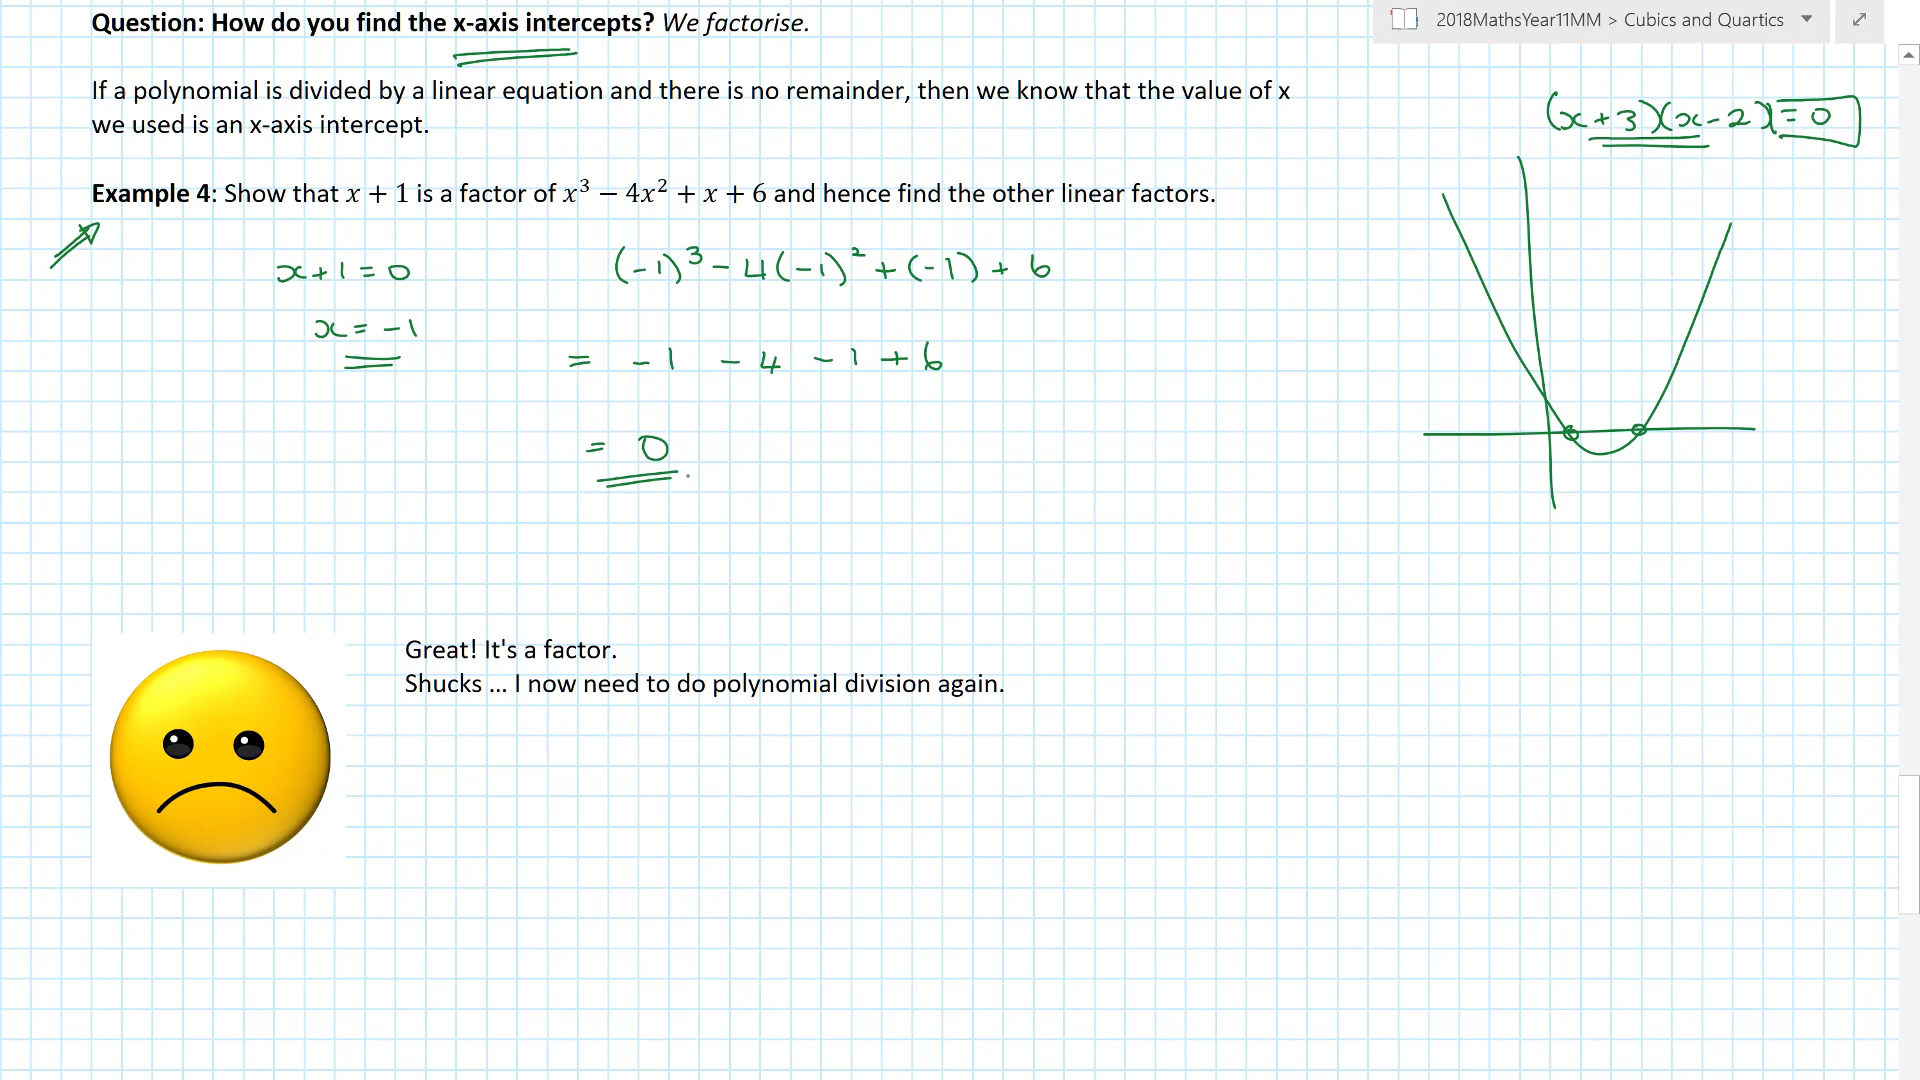 Question: How do you find the x-axis intercepts? We factorise.
2018MathsYear11MM > Cubics and Quartics
If a polynomial is divided by a linear equation and there is no remainder, then we know that the value of x
we used is an x-axis intercept.
(x+3)(x-2)=0
Example 4: Show that x + 1 is a factor of x³ − 4x² + x + 6 and hence find the other linear factors.
x+1=0
(-1)³-4(-1)²+(-1)+6
x=-1
= -1 -4 -1 +6
= 0
Great! It's a factor.
Shucks ... I now need to do polynomial division again.